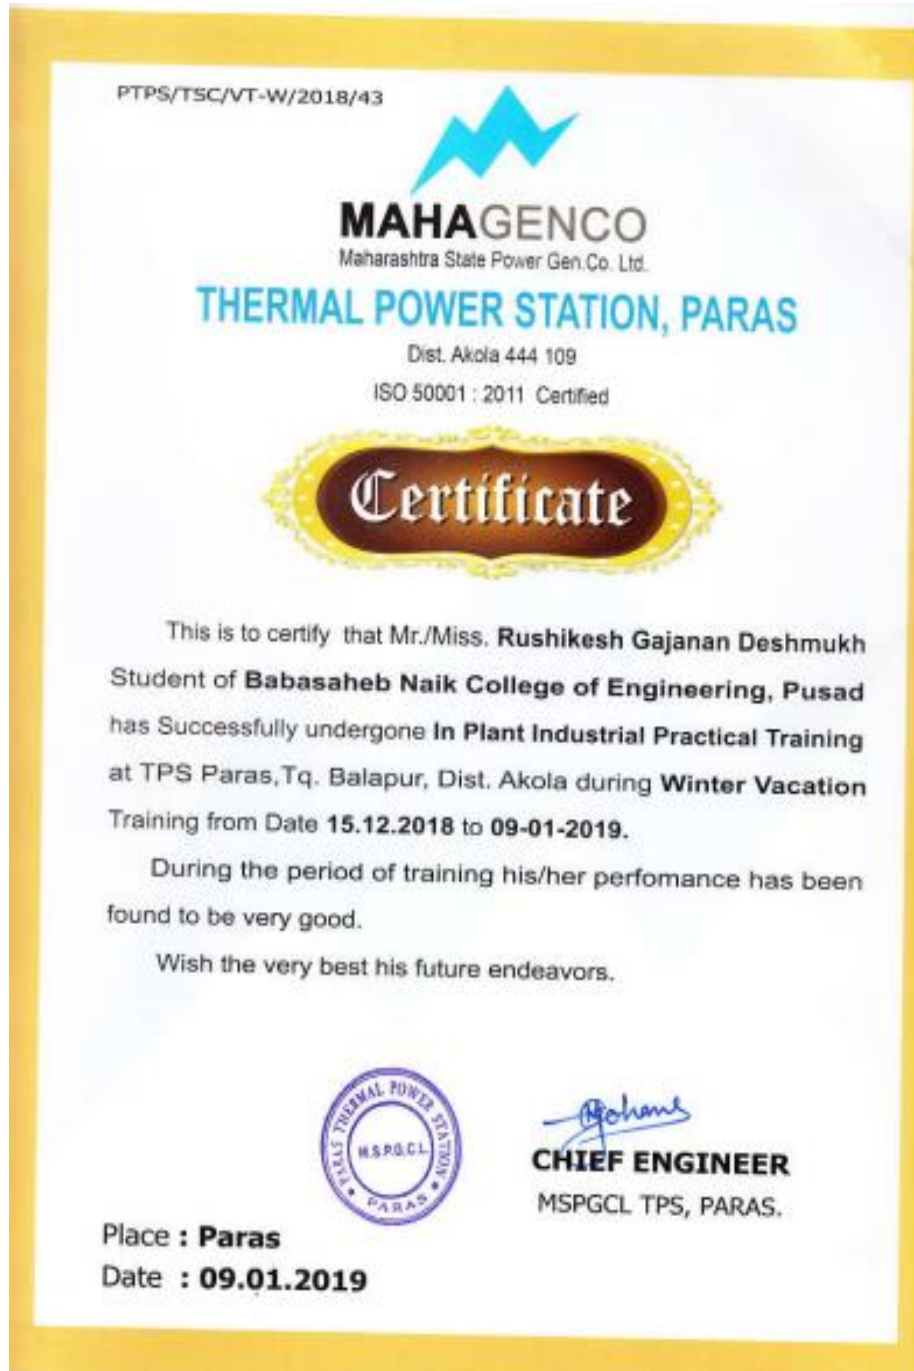 PTPS/TSC/VT-W/2018/43
MAHAGENCO
Maharashtra State Power Gen.Co. Ltd.
THERMAL POWER STATION, PARAS
Dist. Akola 444 109
ISO 50001 : 2011 Certified
Certificate
This is to certify that Mr./Miss. Rushikesh Gajanan Deshmukh
Student of Babasaheb Naik College of Engineering, Pusad
has Successfully undergone In Plant Industrial Practical Training
at TPS Paras,Tq. Balapur, Dist. Akola during Winter Vacation
Training from Date 15.12.2018 to 09-01-2019.
During the period of training his/her perfomance has been
found to be very good.
Wish the very best his future endeavors.
PARAS THERMAL POWER STATION
M.S.P.G.C.L.
PARAS
CHIEF ENGINEER
MSPGCL TPS, PARAS.
Place : Paras
Date : 09.01.2019